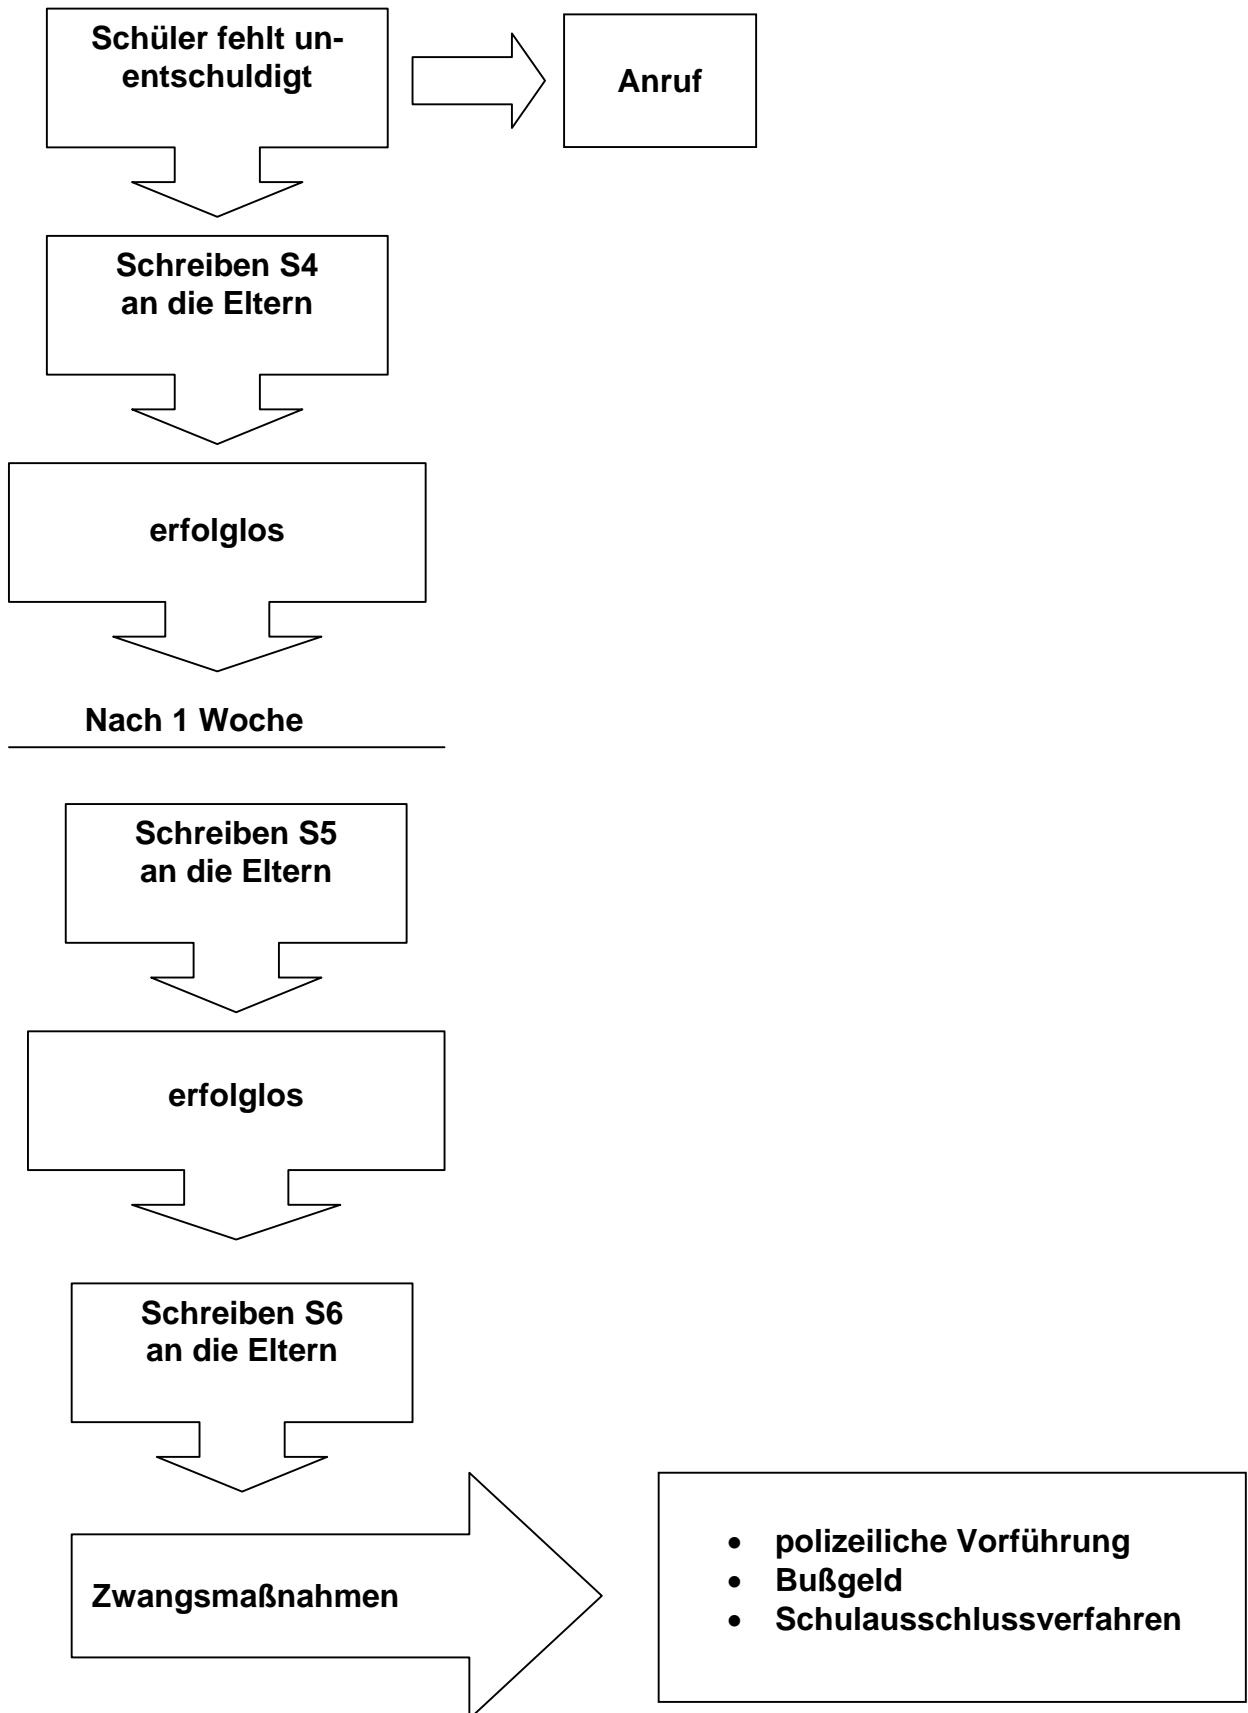 Schüler fehlt un-
entschuldigt
Anruf
Schreiben S4
an die Eltern
erfolglos
Nach 1 Woche
Schreiben S5
an die Eltern
erfolglos
Schreiben S6
an die Eltern
Zwangsmaßnahmen
• polizeiliche Vorführung
• Bußgeld
• Schulausschlussverfahren